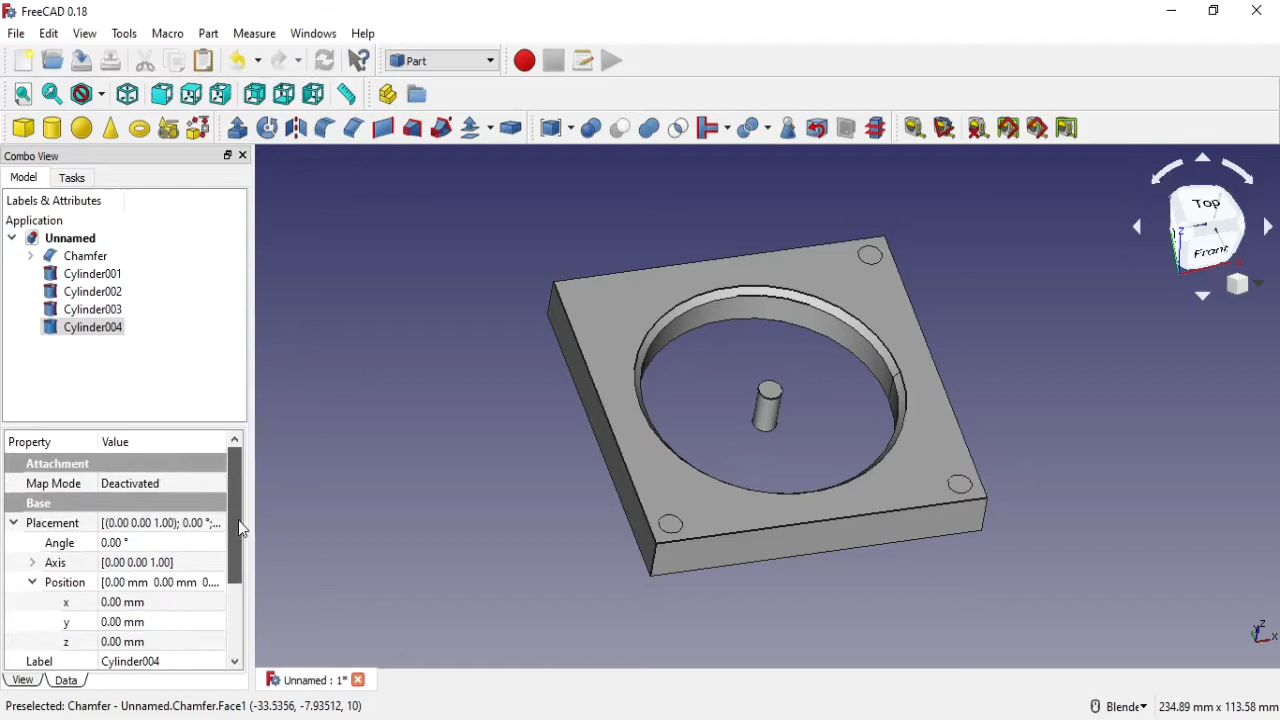 FreeCAD 0.18
File Edit View Tools Macro Part Measure Windows Help
Part
Combo View
Model Tasks
Labels & Attributes
Application
Unnamed
Chamfer
Cylinder001
Cylinder002
Cylinder003
Cylinder004
Property Value
Attachment
Map Mode Deactivated
Base
Placement [(0.00 0.00 1.00); 0.00 °;...
Angle 0.00 °
Axis [0.00 0.00 1.00]
Position [0.00 mm 0.00 mm 0....
x 0.00 mm
y 0.00 mm
z 0.00 mm
Label Cylinder004
View Data
Top
Front
Z
Z
Y
X
Unnamed : 1*
Preselected: Chamfer - Unnamed.Chamfer.Face1 (-33.5356, -7.93512, 10)
Blende
234.89 mm x 113.58 mm